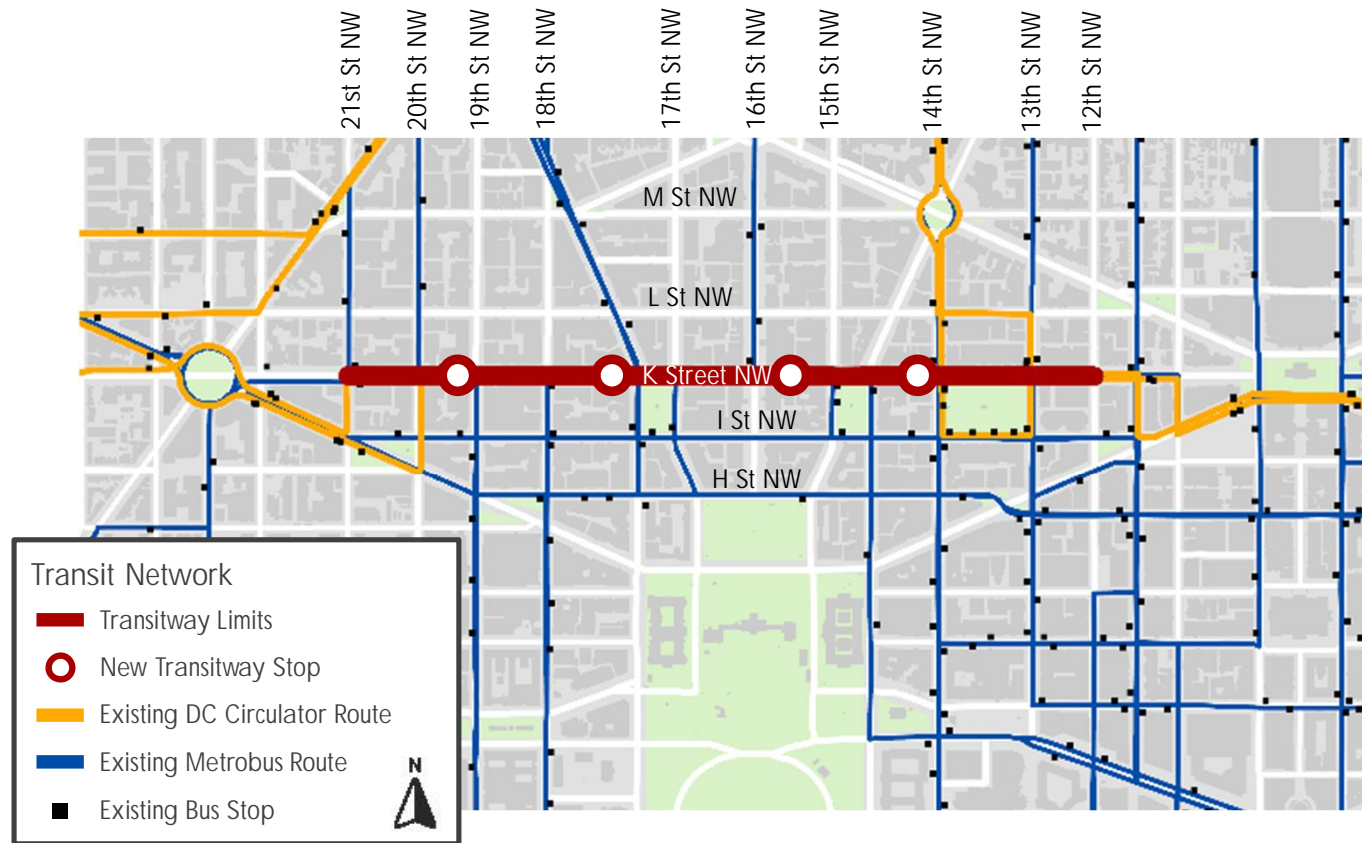 21st St NW
20th St NW
19th St NW
18th St NW
17th St NW
16th St NW
15th St NW
14th St NW
13th St NW
12th St NW
M St NW
L St NW
K Street NW
I St NW
H St NW
Transit Network
Transitway Limits
New Transitway Stop
Existing DC Circulator Route
Existing Metrobus Route
Existing Bus Stop
N